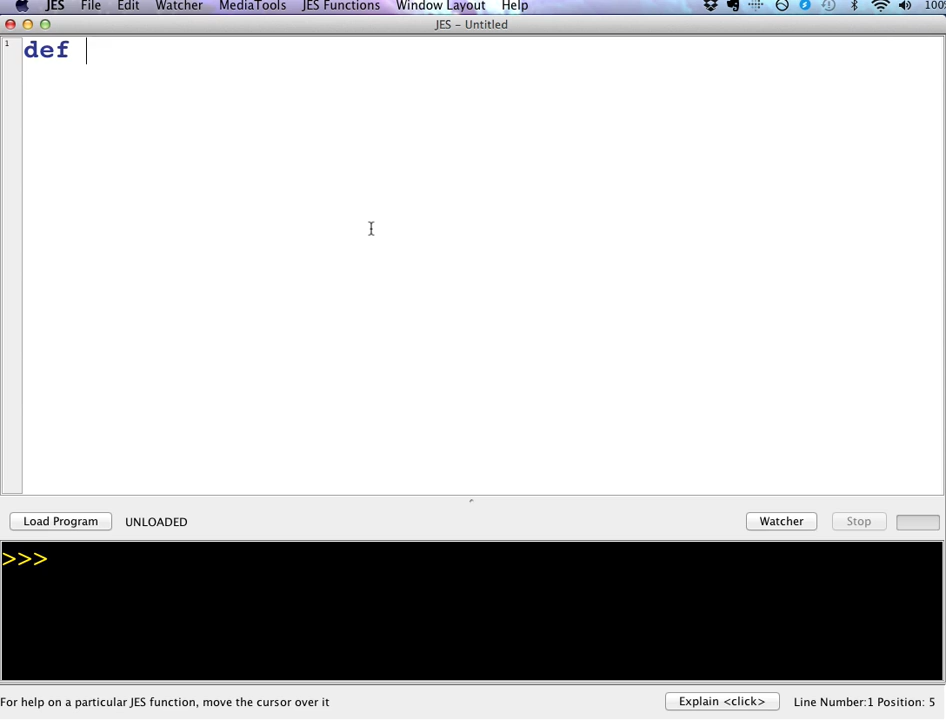 JES File Edit Watcher MediaTools JES Functions Window Layout Help 100
JES - Untitled
1 def
Load Program UNLOADED Watcher Stop
>>>
For help on a particular JES function, move the cursor over it Explain <click> Line Number:1 Position: 5